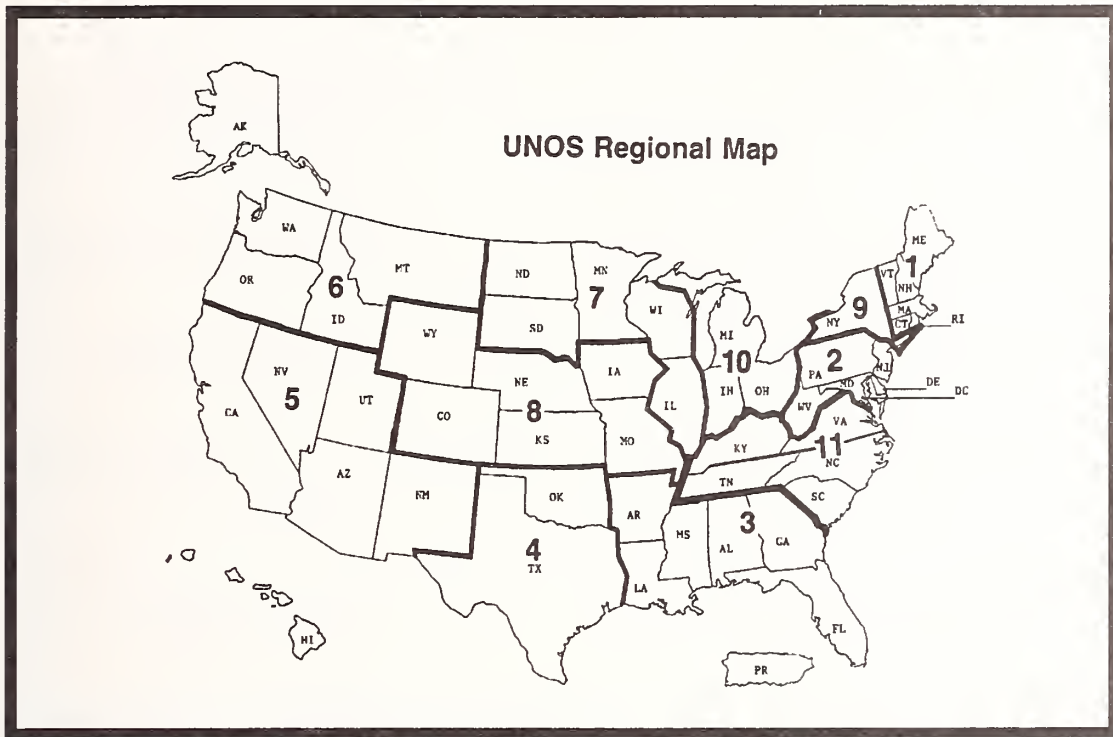 UNOS Regional Map
AK
WA
OR
MT
6
ID
ND
MN
7
SD
WI
WY
NV
5
UT
CA
AZ
NM
NE
8
CO
KS
IA
MO
IL
MI
10
IH
OH
ME
1
VT
NH
MA
CT
RI
9
NY
2
PA
NJ
MD
DE
DC
WV
VA
KY
11
NC
TN
SC
OK
4
TX
AR
LA
MS
3
AL
GA
FL
HI
PR